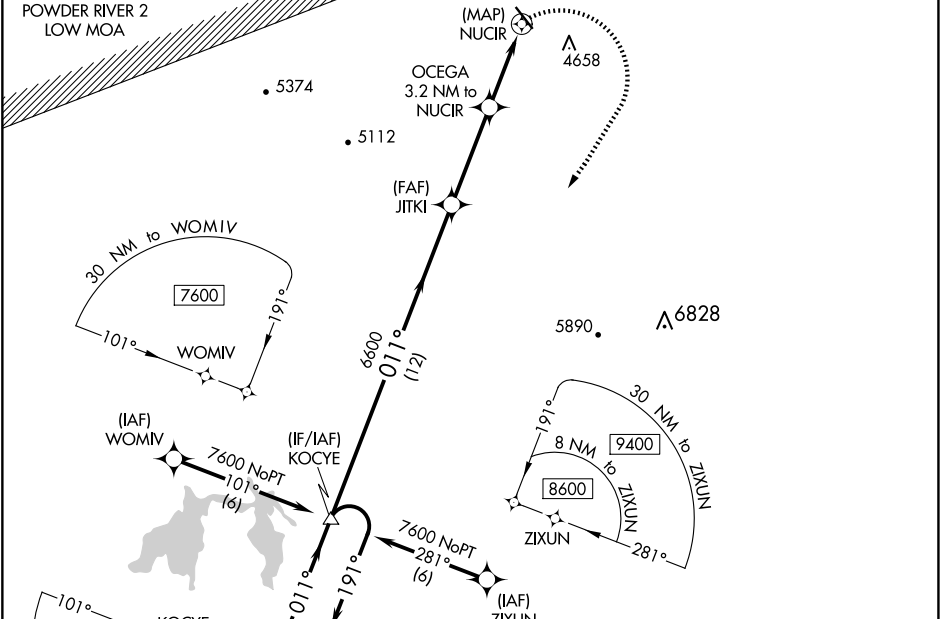 POWDER RIVER 2
LOW MOA
(MAP)
NUCIR
4658
OCEGA
3.2 NM to
NUCIR
5374
5112
(FAF)
JITKI
30 NM to WOMIV
7600
191°
101°
WOMIV
6600
011°
(12)
5890
6828
(IAF)
WOMIV
7600 NoPT
101°
(6)
(IF/IAF)
KOCYE
30 NM to ZIXUN
9400
191°
8 NM to ZIXUN
8600
ZIXUN
281°
7600 NoPT
281°
(6)
(IAF)
ZIXUN
011°
191°
101°
KOCYE